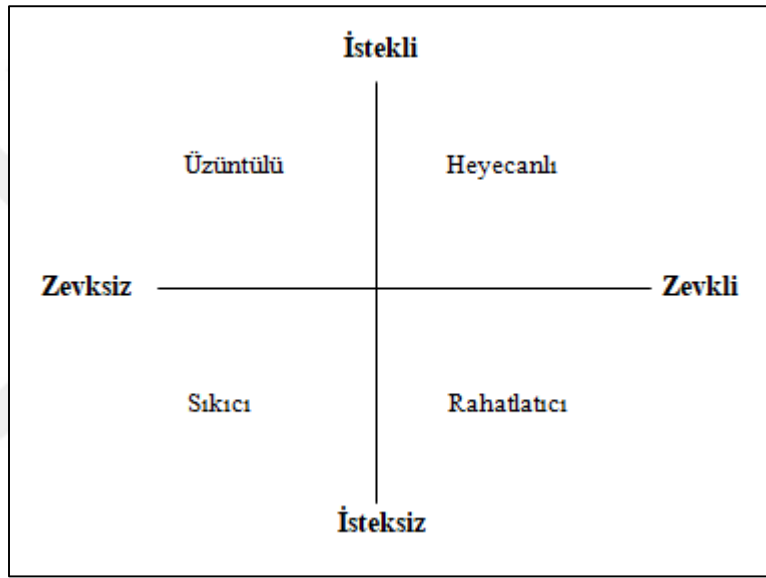 İstekli
Üzüntülü Heyecanlı
Zevksiz Zevkli
Sıkıcı Rahatlatıcı
İsteksiz